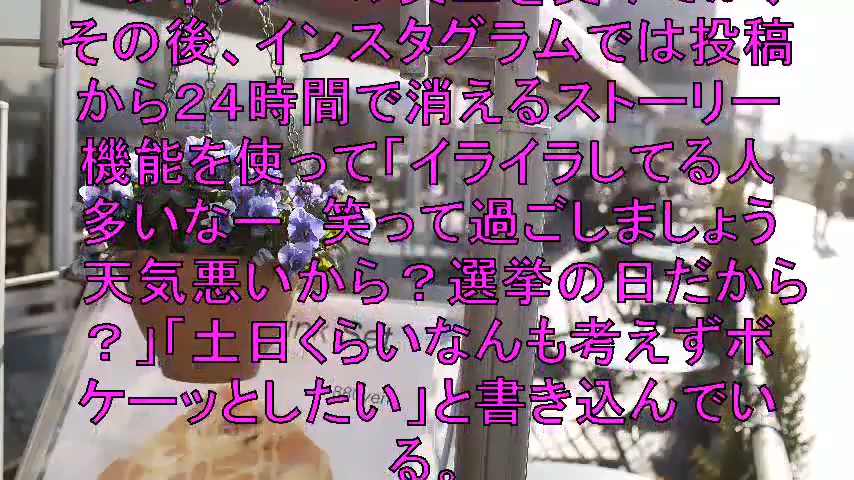 その後、インスタグラムでは投稿
から２４時間で消えるストーリー
機能を使って「イライラしてる人
多いなー　笑って過ごしましょう
天気悪いから？選挙の日だから
？」「土日くらいなんも考えずボ
ケーッとしたい」と書き込んでい
る。